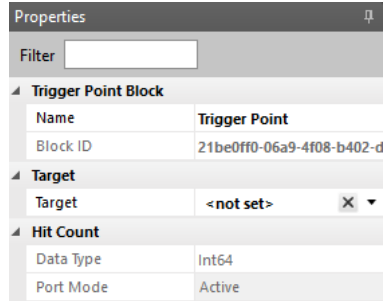 Properties
Filter
Trigger Point Block
Name Trigger Point
Block ID 21be0ff0-06a9-4f08-b402-d
Target
Target <not set>
Hit Count
Data Type Int64
Port Mode Active